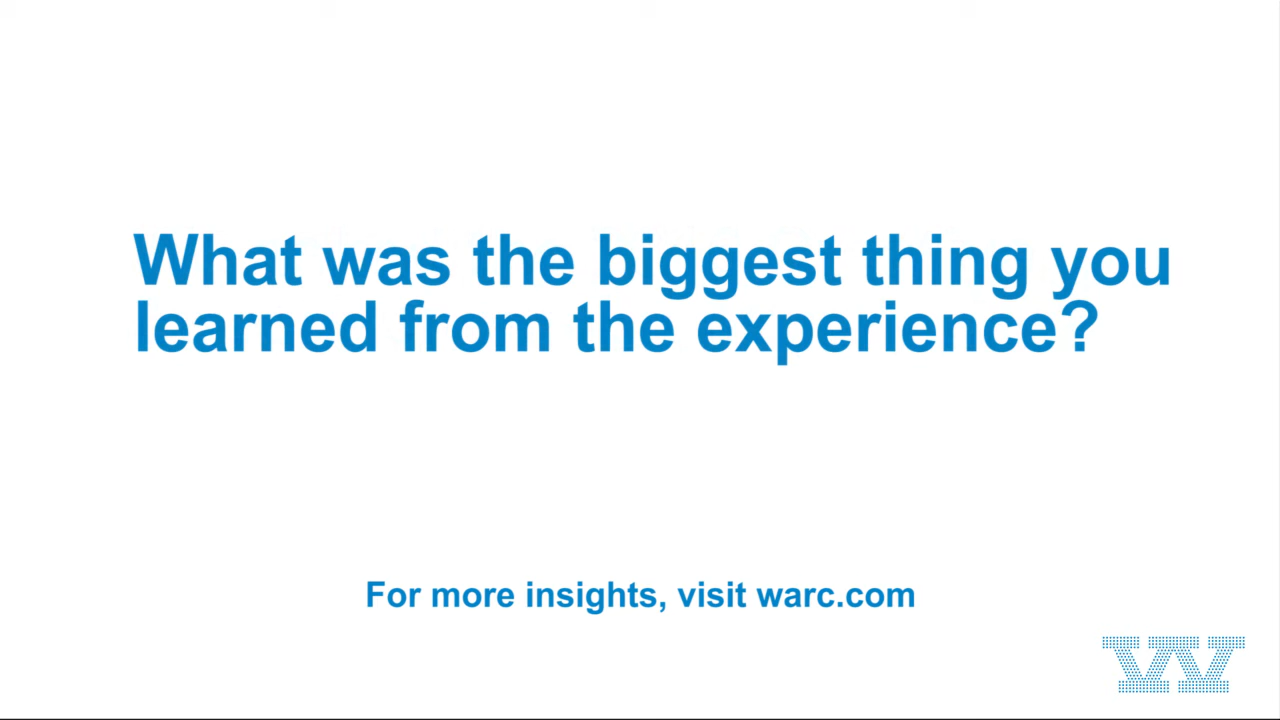 What was the biggest thing you
learned from the experience?
For more insights, visit warc.com
W